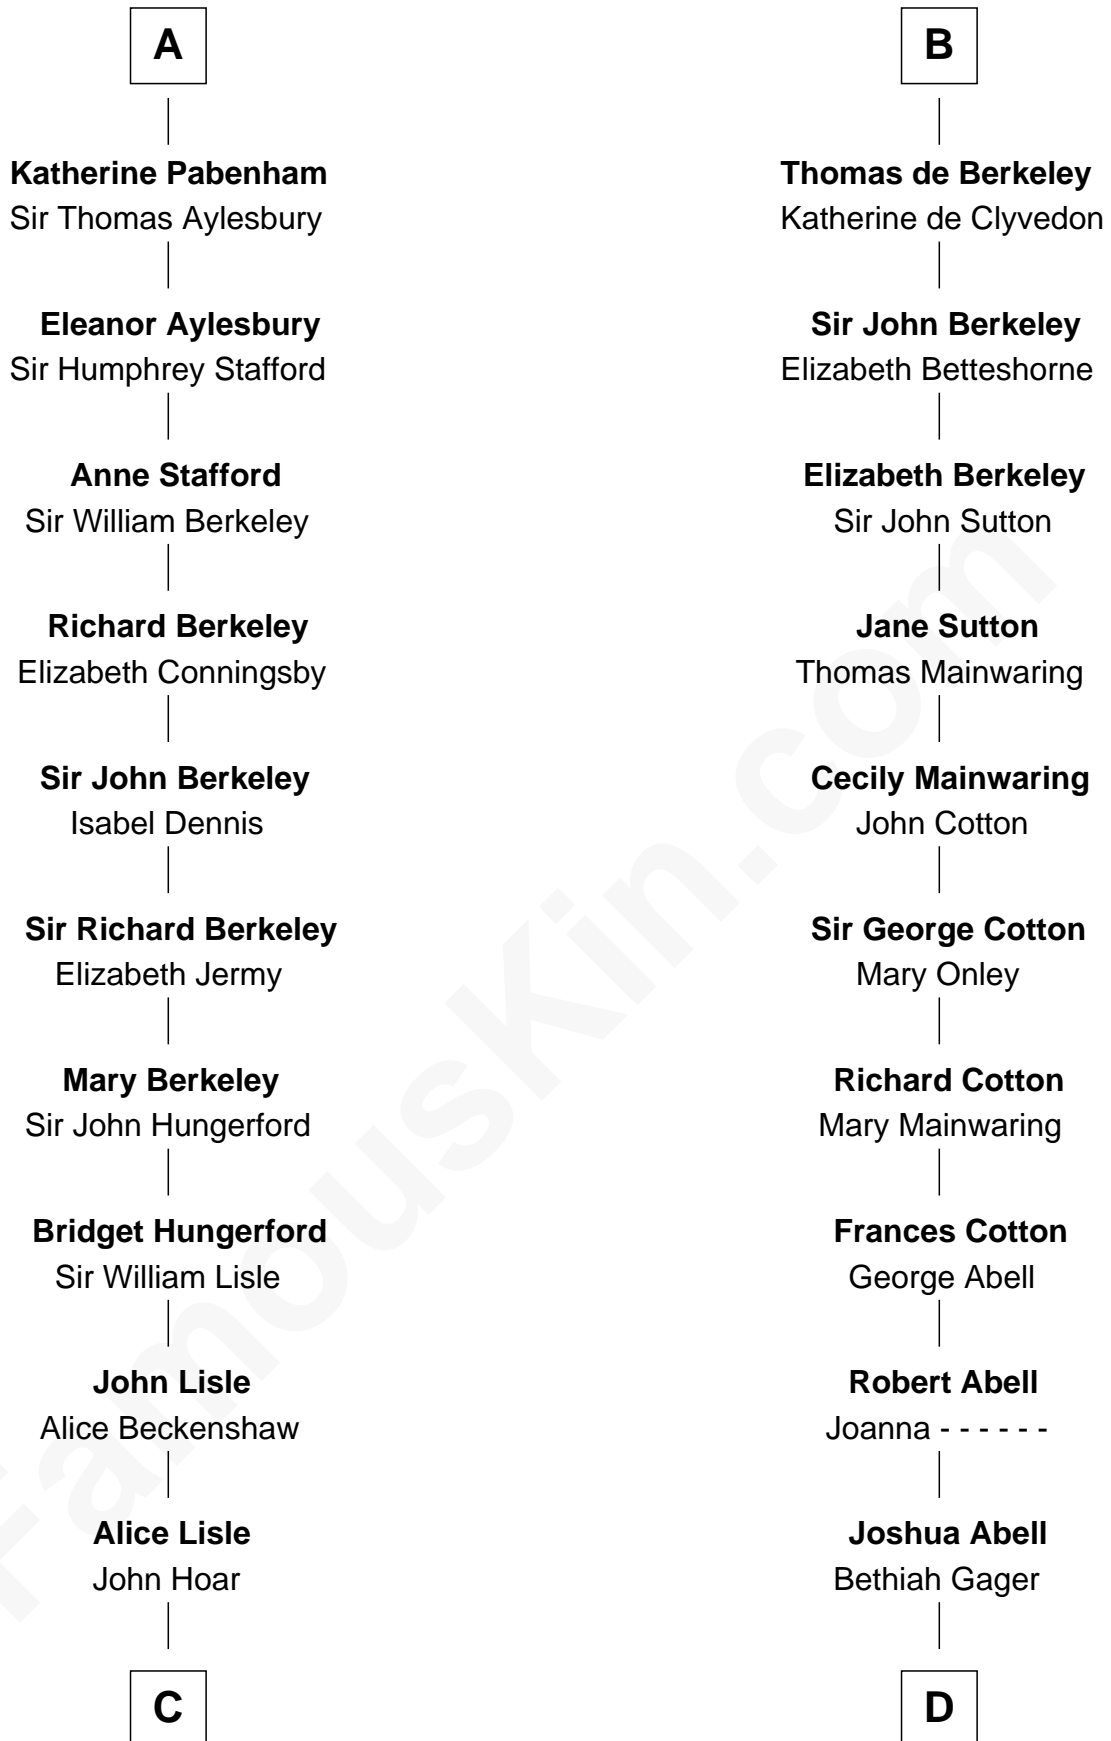 A
Katherine Pabenham
Sir Thomas Aylesbury
Eleanor Aylesbury
Sir Humphrey Stafford
Anne Stafford
Sir William Berkeley
Richard Berkeley
Elizabeth Conningsby
Sir John Berkeley
Isabel Dennis
Sir Richard Berkeley
Elizabeth Jermy
Mary Berkeley
Sir John Hungerford
Bridget Hungerford
Sir William Lisle
John Lisle
Alice Beckenshaw
Alice Lisle
John Hoar
C
B
Thomas de Berkeley
Katherine de Clyvedon
Sir John Berkeley
Elizabeth Betteshorne
Elizabeth Berkeley
Sir John Sutton
Jane Sutton
Thomas Mainwaring
Cecily Mainwaring
John Cotton
Sir George Cotton
Mary Onley
Richard Cotton
Mary Mainwaring
Frances Cotton
George Abell
Robert Abell
Joanna - - - - - -
Joshua Abell
Bethiah Gager
D
FamousKin.com